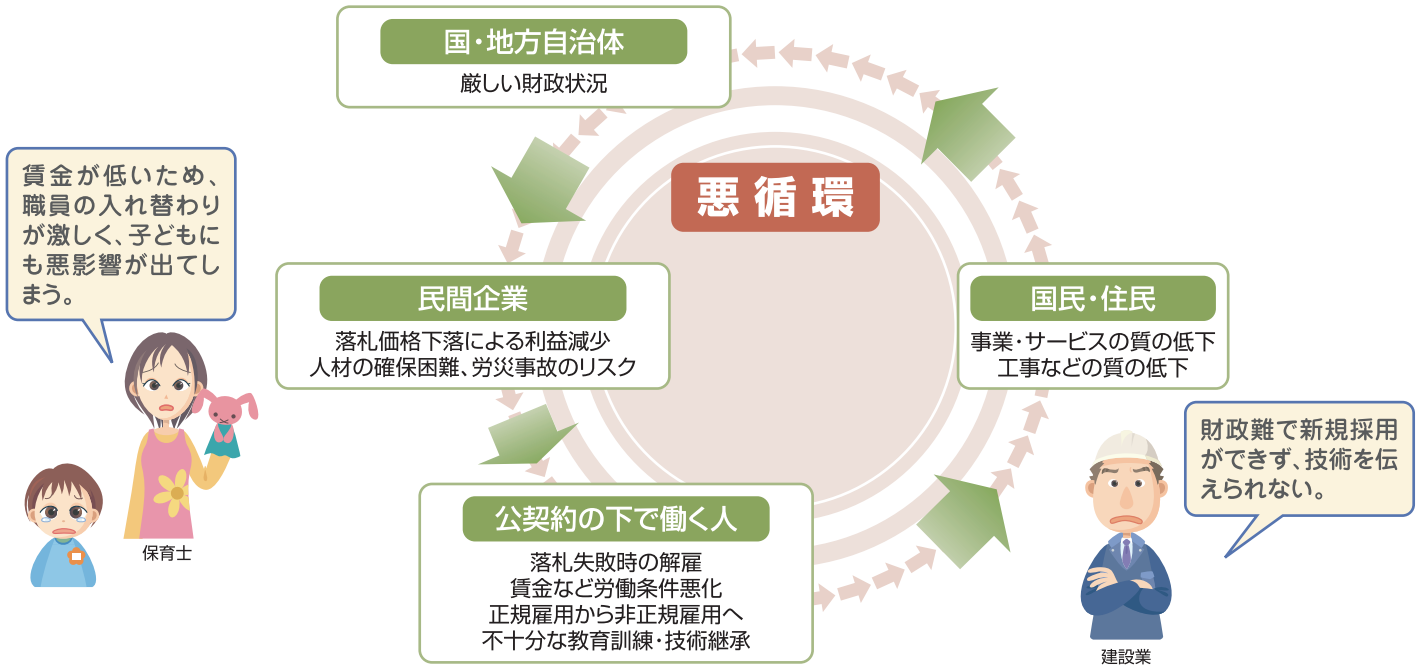 国・地方自治体
厳しい財政状況
悪循環
賃金が低いため、
職員の入れ替わり
が激しく、子どもに
も悪影響が出てし
まう。
保育士
民間企業
落札価格下落による利益減少
人材の確保困難、労災事故のリスク
国民・住民
事業・サービスの質の低下
工事などの質の低下
公契約の下で働く人
落札失敗時の解雇
賃金など労働条件悪化
正規雇用から非正規雇用へ
不十分な教育訓練・技術継承
財政難で新規採用
ができず、技術を伝
えられない。
建設業